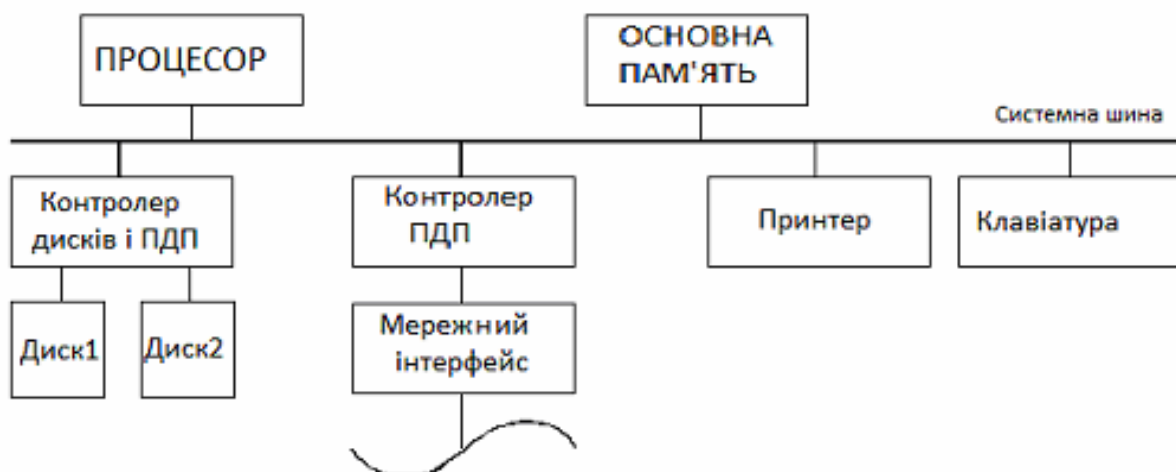 ПРОЦЕСОР
ОСНОВНА
ПАМ'ЯТЬ
Системна шина
Контролер
дисків і ПДП
Контролер
ПДП
Принтер
Клавіатура
Диск1
Диск2
Мережний
інтерфейс